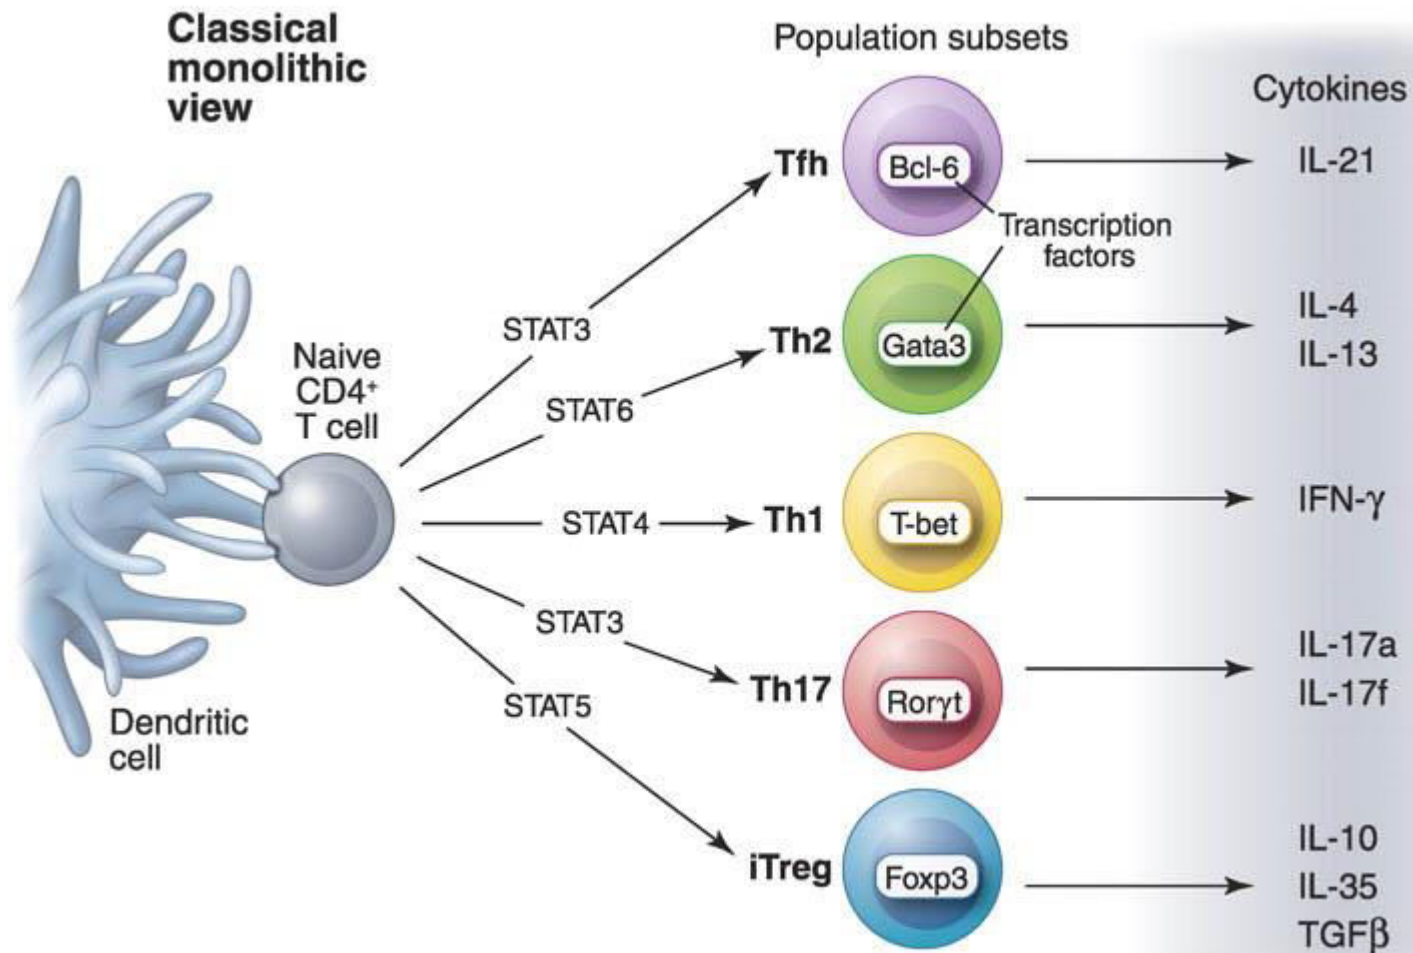 Classical
monolithic
view
Population subsets
Cytokines
Tfh
Bcl-6
IL-21
Transcription
factors
STAT3
Th2
Gata3
IL-4
IL-13
Naive
CD4⁺
T cell
STAT6
STAT4
Th1
T-bet
IFN-γ
STAT3
Th17
Rorγt
IL-17a
IL-17f
STAT5
Dendritic
cell
iTreg
Foxp3
IL-10
IL-35
TGFβ